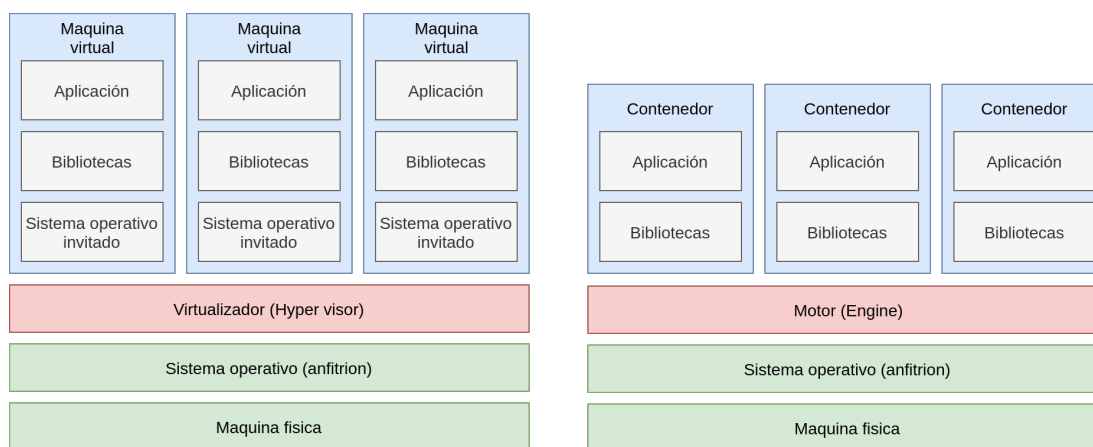 Maquina
virtual
Aplicación
Bibliotecas
Sistema operativo
invitado
Maquina
virtual
Aplicación
Bibliotecas
Sistema operativo
invitado
Maquina
virtual
Aplicación
Bibliotecas
Sistema operativo
invitado
Virtualizador (Hyper visor)
Sistema operativo (anfitrion)
Maquina fisica
Contenedor
Aplicación
Bibliotecas
Contenedor
Aplicación
Bibliotecas
Contenedor
Aplicación
Bibliotecas
Motor (Engine)
Sistema operativo (anfitrion)
Maquina fisica